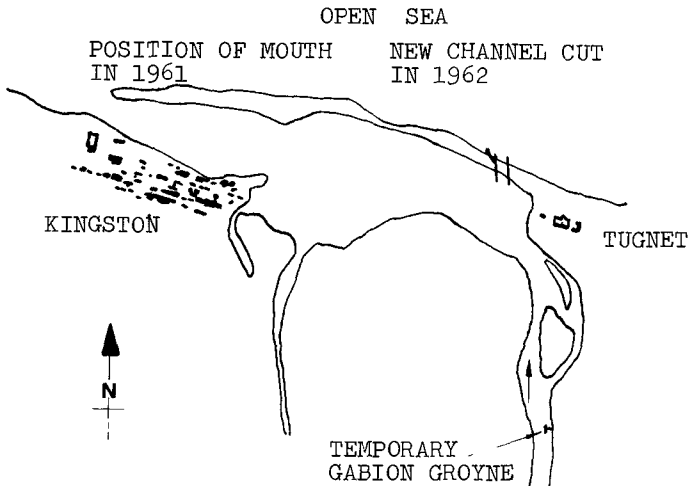 OPEN SEA
POSITION OF MOUTH
IN 1961
NEW CHANNEL CUT
IN 1962
KINGSTON
TUGNET
N
TEMPORARY
GABION GROYNE